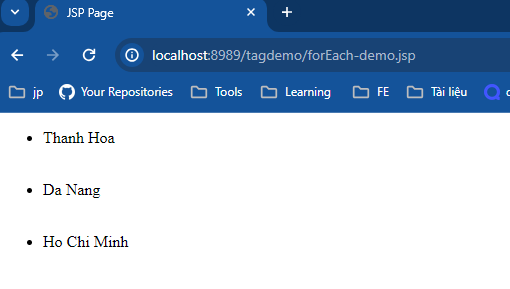 JSP Page
localhost:8989/tagdemo/forEach-demo.jsp
jp Your Repositories Tools Learning FE Tài liệu
Thanh Hoa
Da Nang
Ho Chi Minh